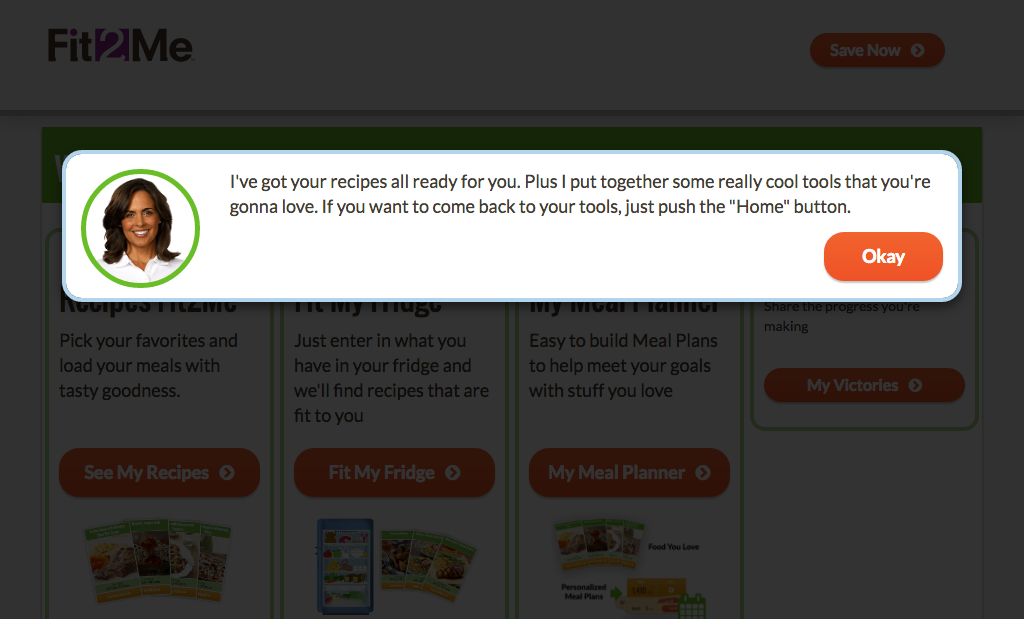 Fit2Me
Save Now
I've got your recipes all ready for you. Plus I put together some really cool tools that you're
gonna love. If you want to come back to your tools, just push the "Home" button.
Okay
Recipes Fit2Me
Pick your favorites and
load your meals with
tasty goodness.
See My Recipes
Fit My Fridge
Just enter in what you
have in your fridge and
we'll find recipes that are
fit to you
Fit My Fridge
My Meal Planner
Easy to build Meal Plans
to help meet your goals
with stuff you love
My Meal Planner
Food You Love
Personalized
Meal Plans
Share the progress you're
making
My Victories